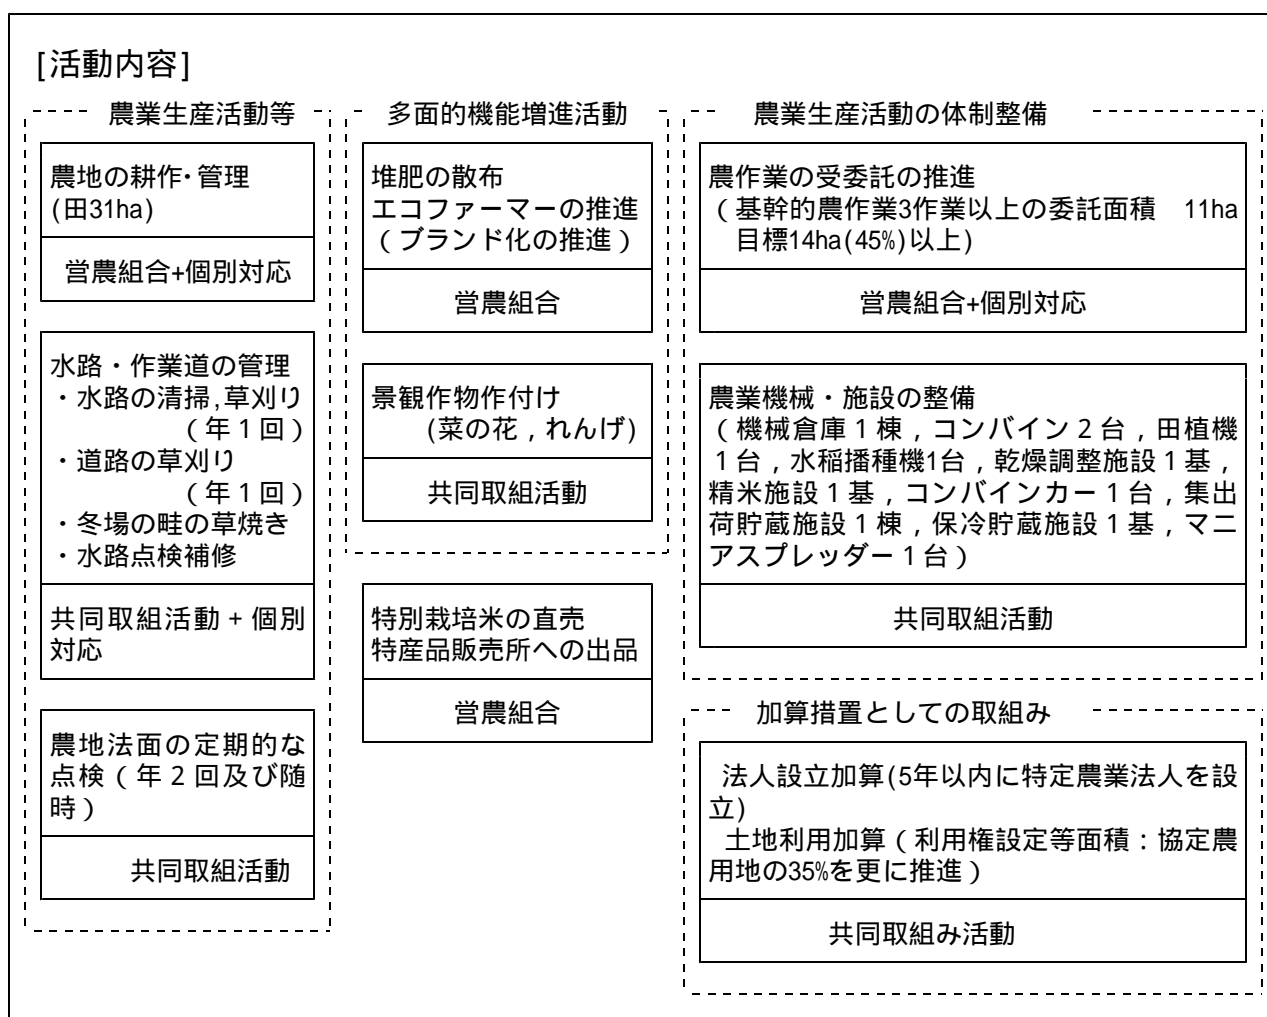 [活動内容]
農業生産活動等
農地の耕作・管理
(田31ha)
営農組合+個別対応
水路・作業道の管理
・水路の清掃,草刈り
(年1回)
・道路の草刈り
(年1回)
・冬場の畦の草焼き
・水路点検補修
共同取組活動+個別
対応
農地法面の定期的な
点検(年2回及び随
時)
共同取組活動
多面的機能増進活動
堆肥の散布
エコファーマーの推進
(ブランド化の推進)
営農組合
景観作物作付け
(菜の花,れんげ)
共同取組活動
特別栽培米の直売
特産品販売所への出品
営農組合
農業生産活動の体制整備
農作業の受委託の推進
(基幹的農作業3作業以上の委託面積 11ha
目標14ha(45%)以上)
営農組合+個別対応
農業機械・施設の整備
(機械倉庫1棟,コンバイン2台,田植機
1台,水稲播種機1台,乾燥調整施設1基,
精米施設1基,コンバインカー1台,集出
荷貯蔵施設1棟,保冷貯蔵施設1基,マニ
アスプレッダー1台)
共同取組活動
加算措置としての取組み
法人設立加算(5年以内に特定農業法人を設
立)
土地利用加算(利用権設定等面積:協定農
用地の35%を更に推進)
共同取組み活動